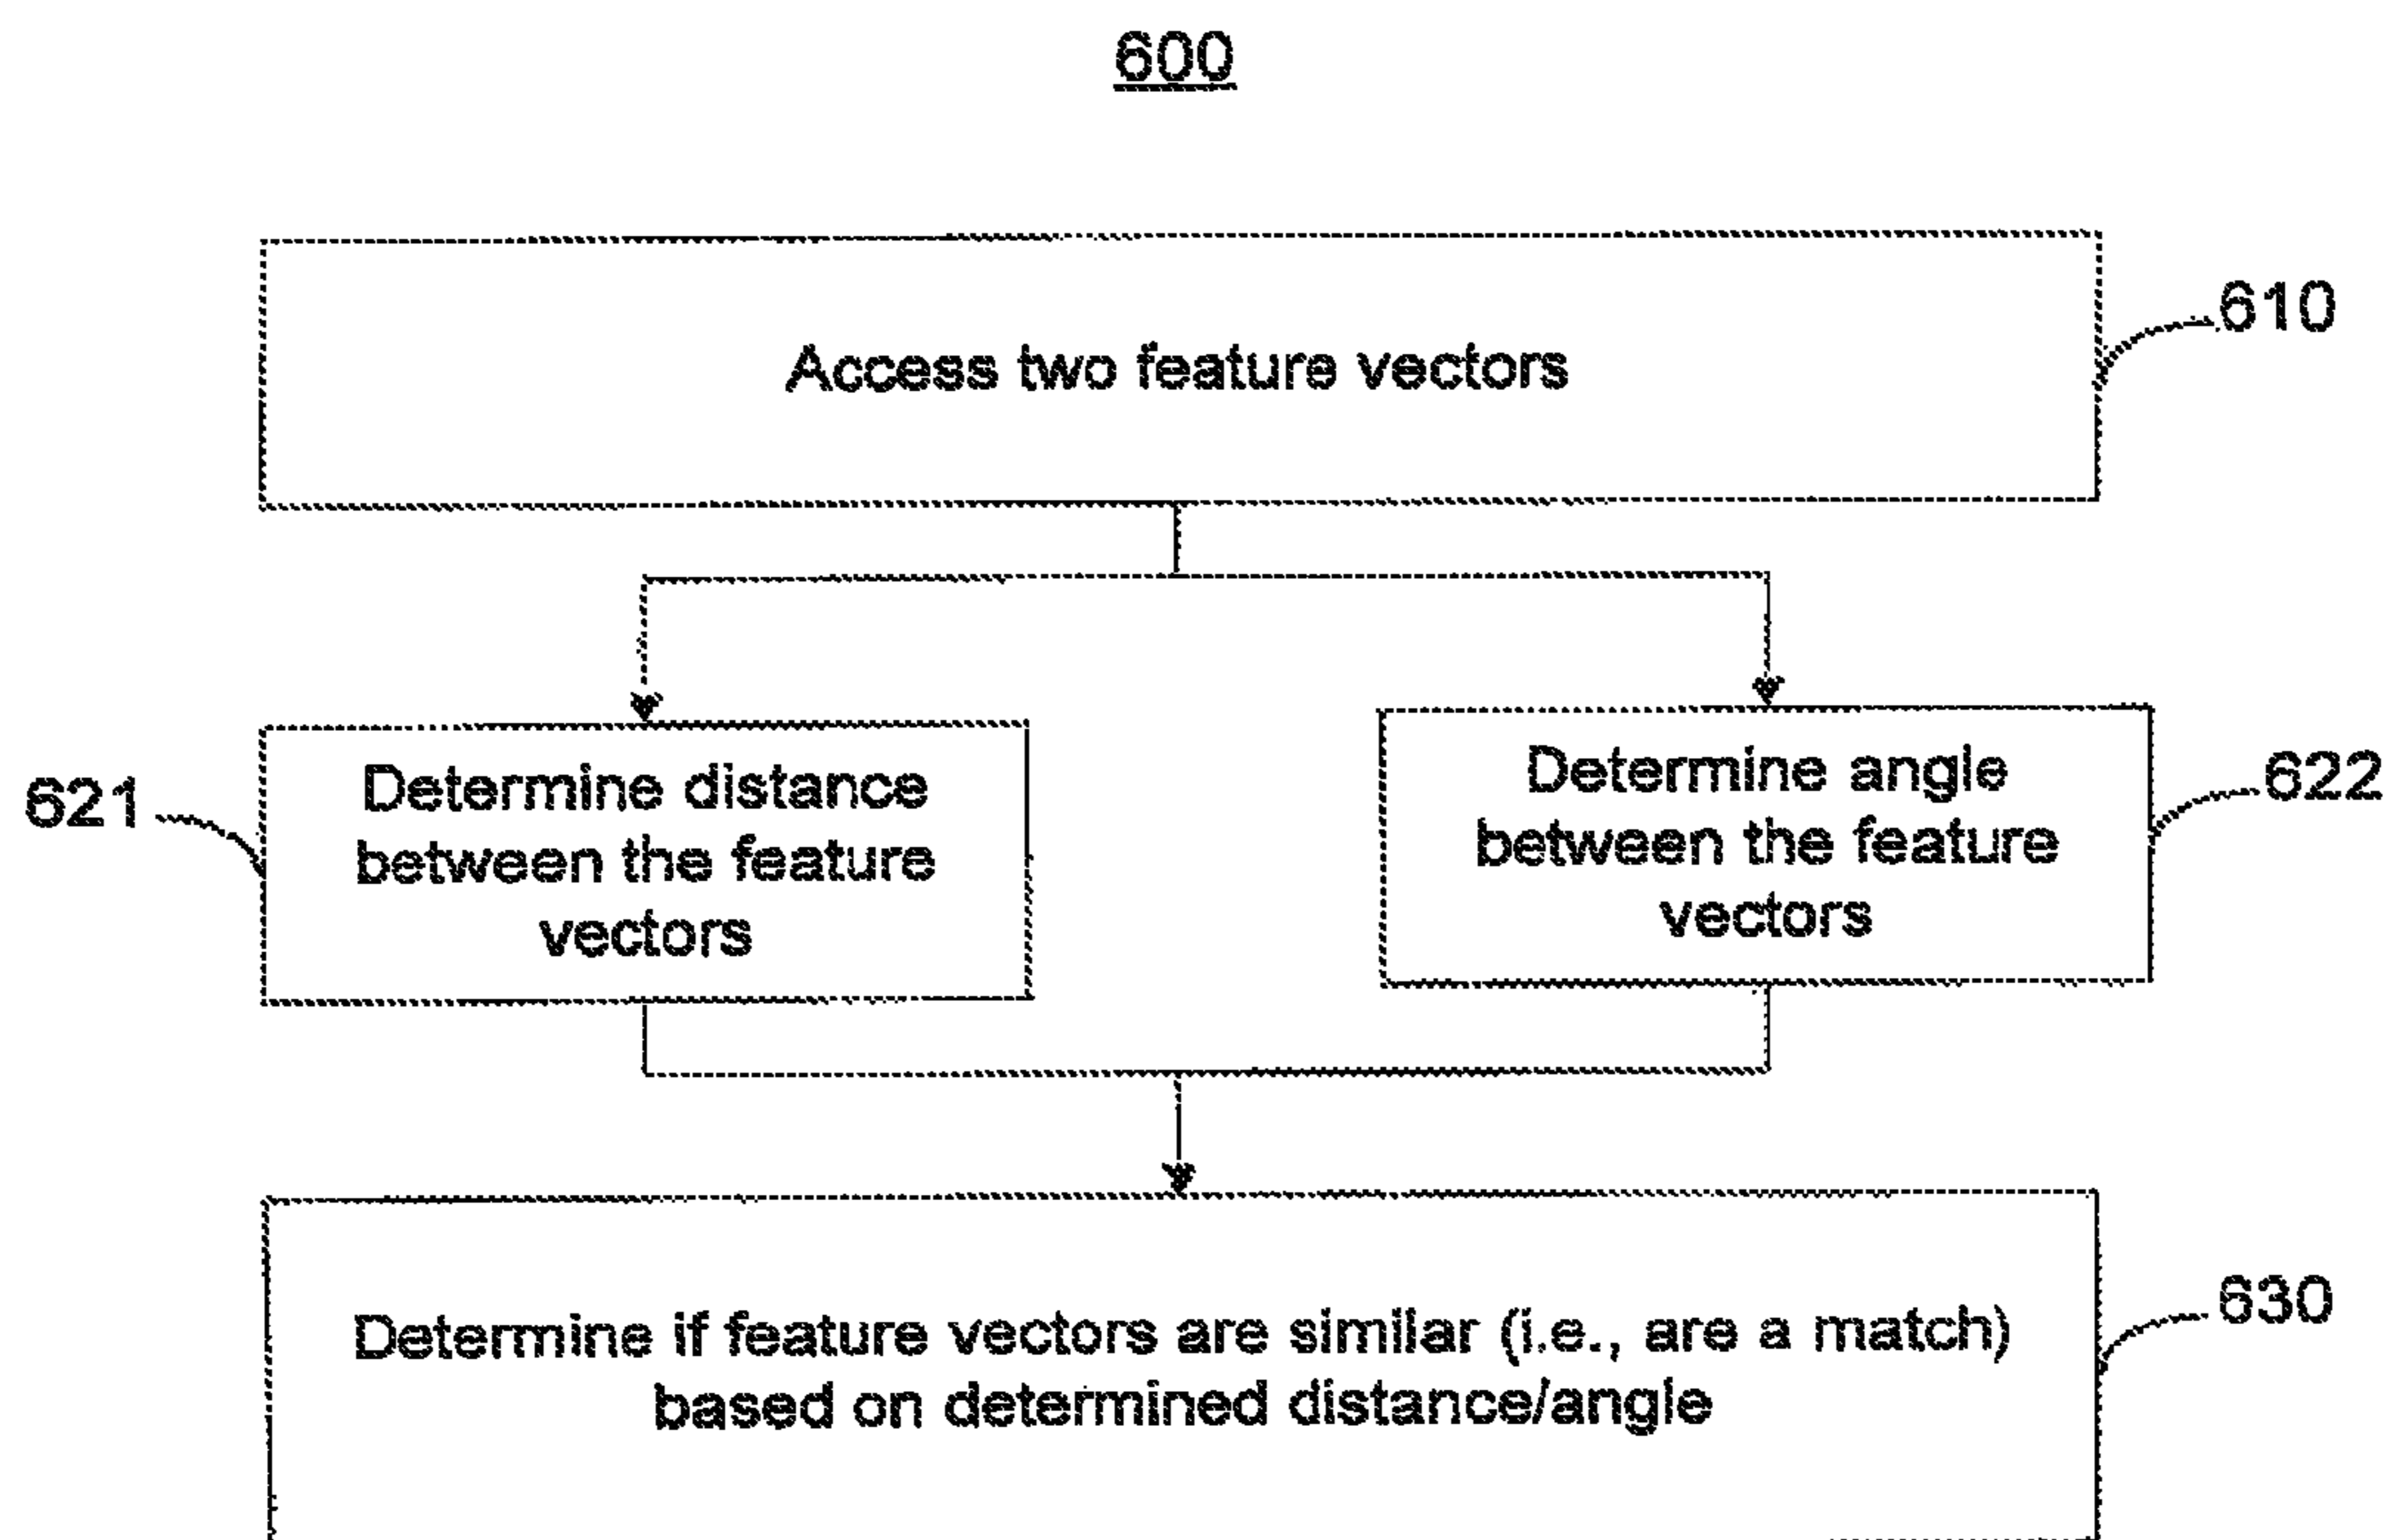 600
Access two feature vectors
610
621
Determine distance
between the feature
vectors
Determine angle
between the feature
vectors
622
Determine if feature vectors are similar (i.e., are a match)
based on determined distance/angle
630